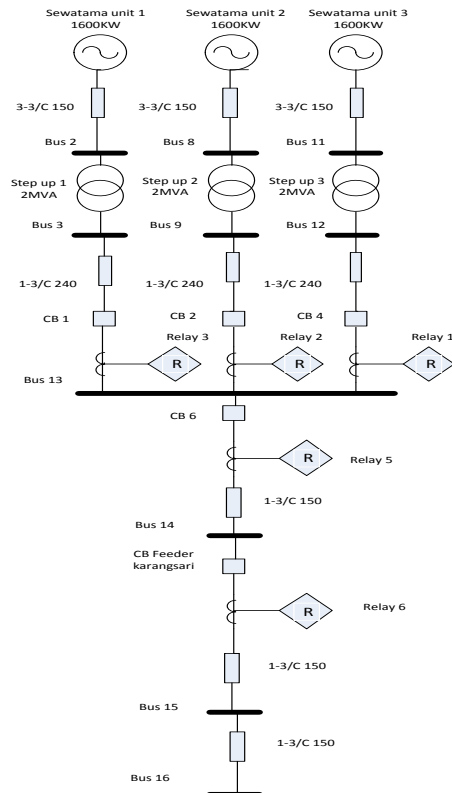 Sewatama unit 1
1600KW
Sewatama unit 2
1600KW
Sewatama unit 3
1600KW
3-3/C 150
3-3/C 150
3-3/C 150
Bus 2
Bus 8
Bus 11
Step up 1
2MVA
Step up 2
2MVA
Step up 3
2MVA
Bus 3
Bus 9
Bus 12
1-3/C 240
1-3/C 240
1-3/C 240
CB 1
CB 2
CB 4
Relay 3
Relay 2
Relay 1
R
R
R
Bus 13
CB 6
R
Relay 5
1-3/C 150
Bus 14
CB Feeder
karangsari
R
Relay 6
1-3/C 150
Bus 15
1-3/C 150
Bus 16